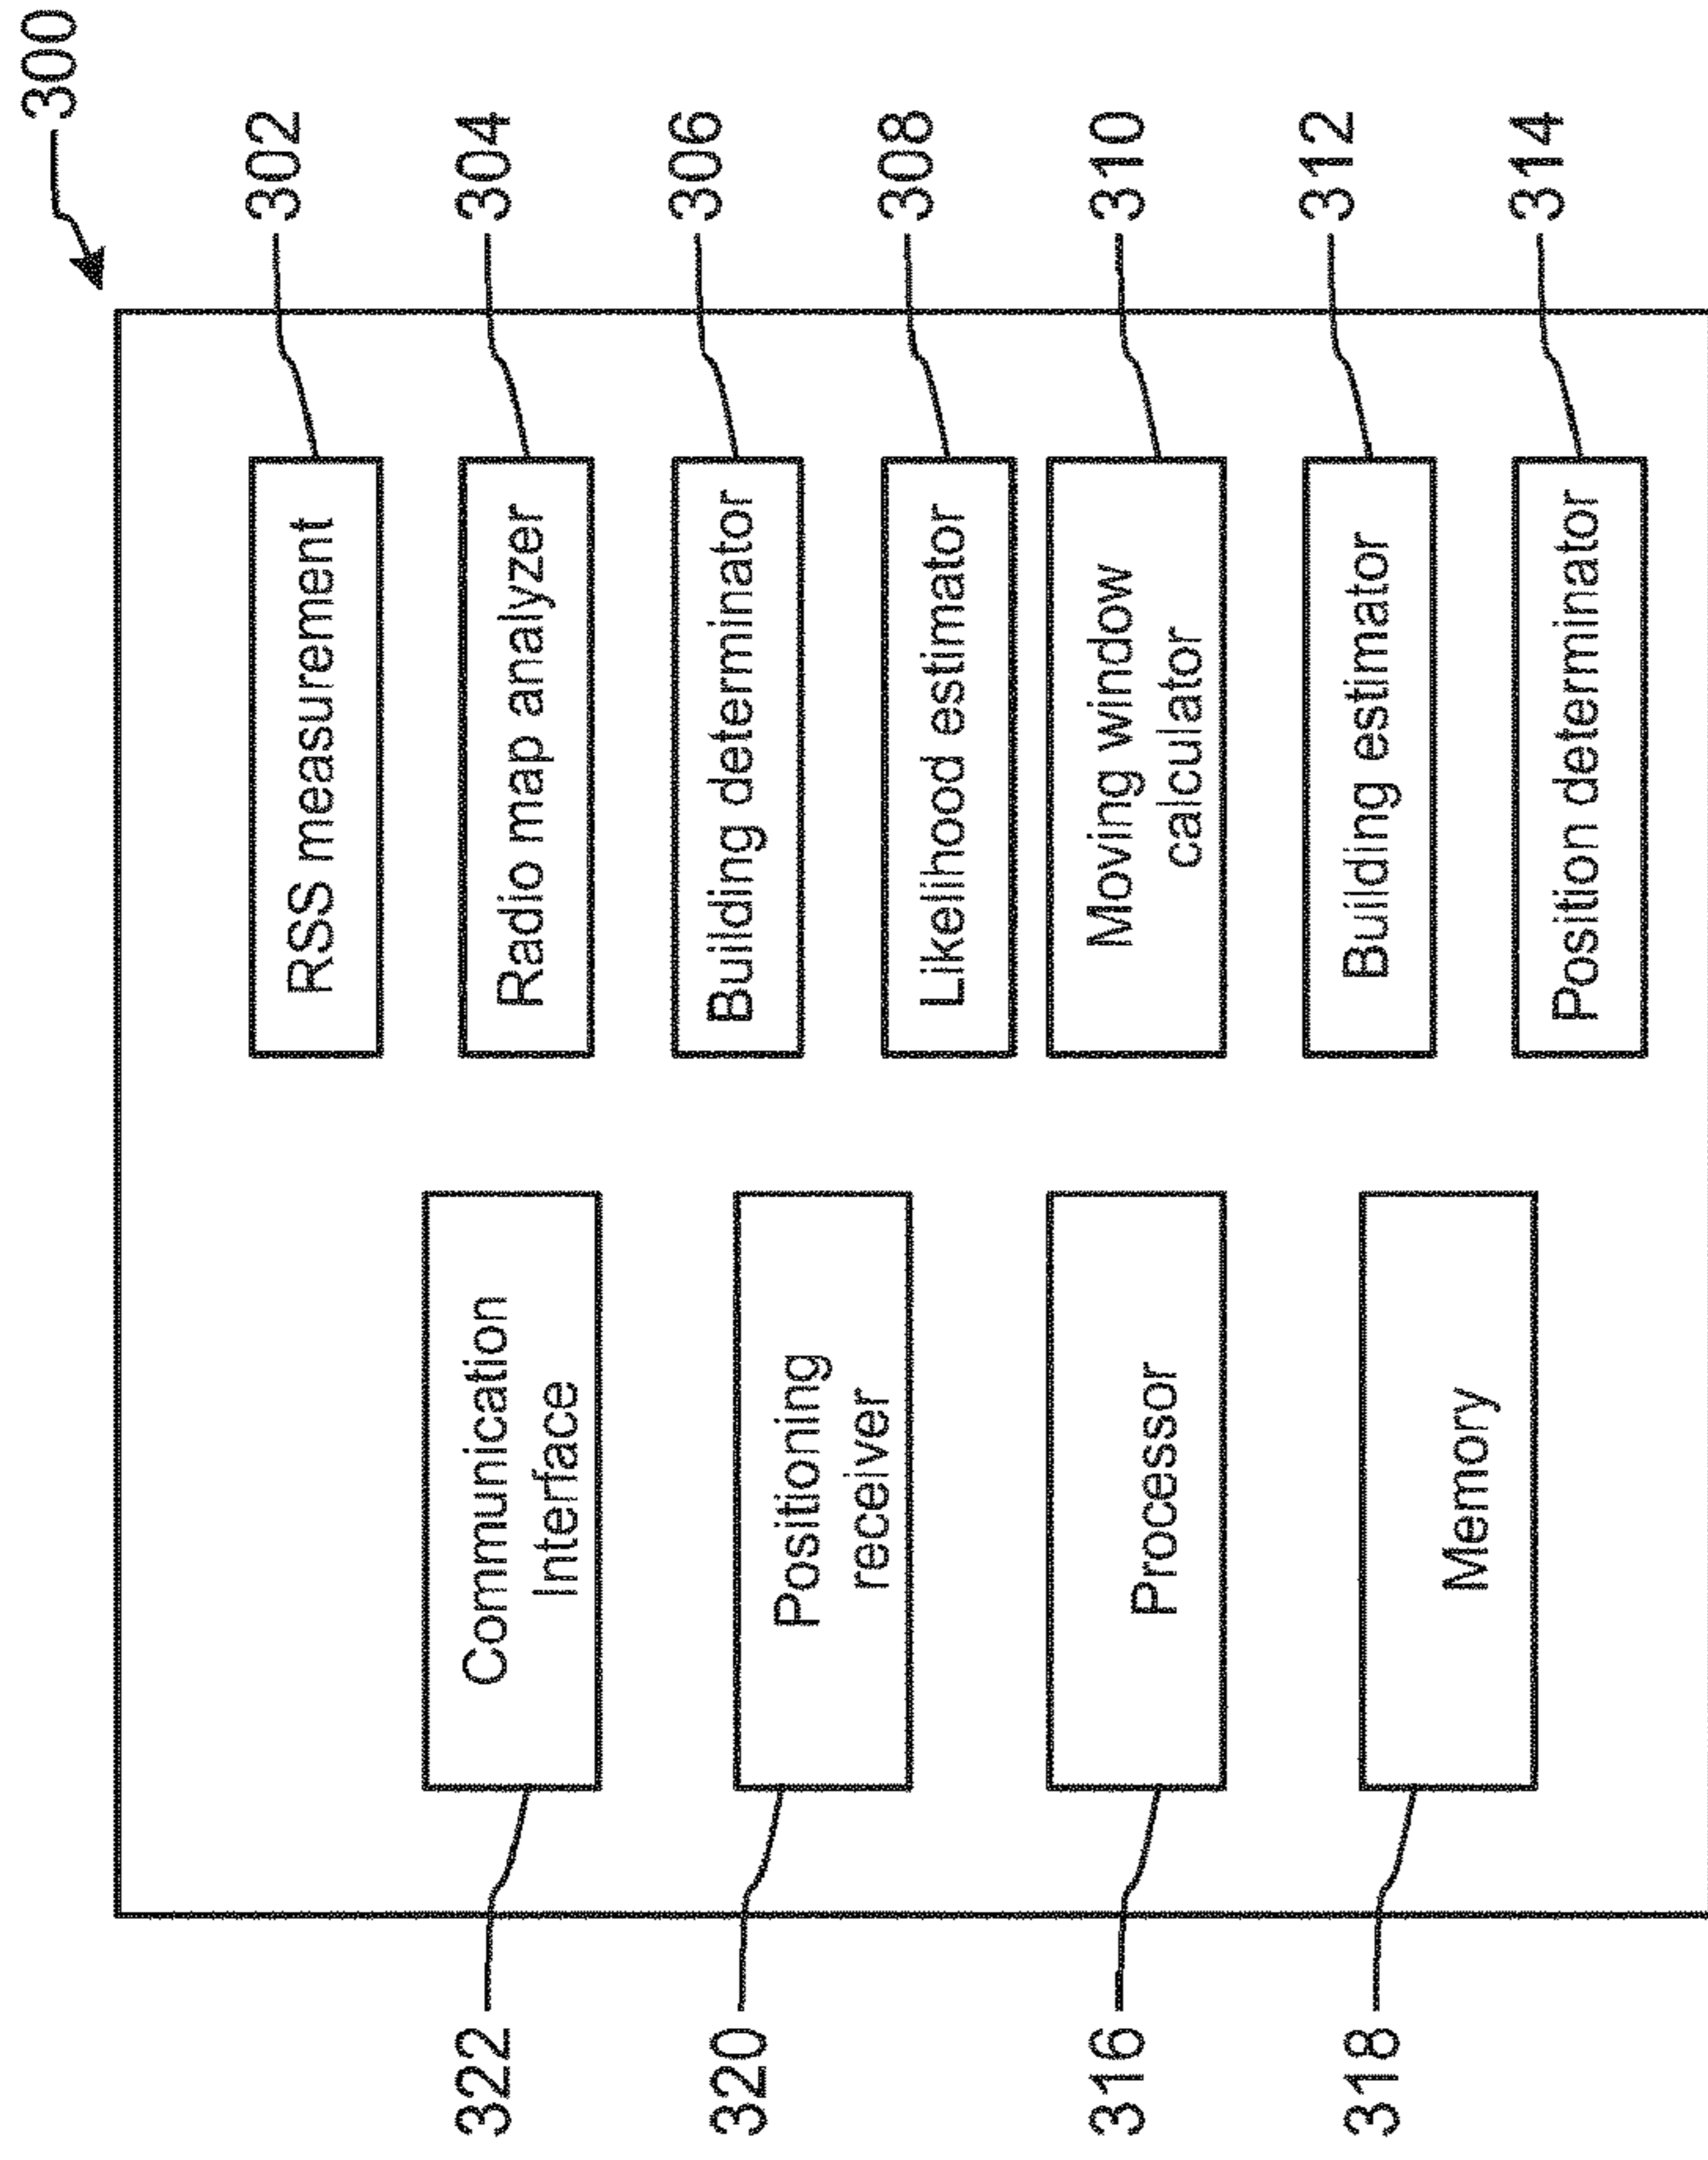 300
302
RSS measurement
304
Radio map analyzer
306
Building determinator
308
Likelihood estimator
310
Moving window
calculator
312
Building estimator
314
Position determinator
322
Communication
Interface
320
Positioning
receiver
316
Processor
318
Memory